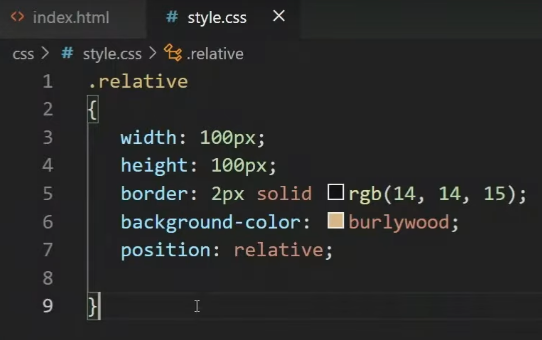 index.html
style.css
css > style.css > .relative
1 .relative
2 {
3 width: 100px;
4 height: 100px;
5 border: 2px solid rgb(14, 14, 15);
6 background-color: burlywood;
7 position: relative;
8
9 }